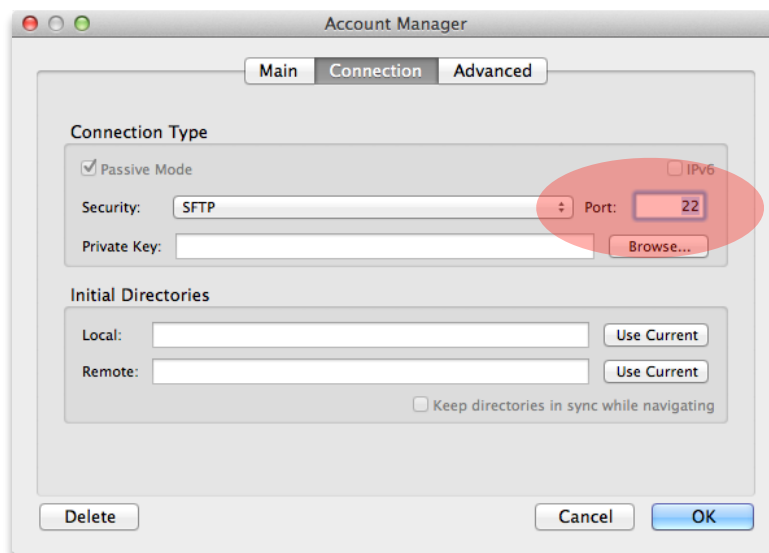 Account Manager
Main Connection Advanced
Connection Type
Passive Mode IPv6
Security: SFTP Port: 22
Private Key: Browse...
Initial Directories
Local: Use Current
Remote: Use Current
Keep directories in sync while navigating
Delete Cancel OK